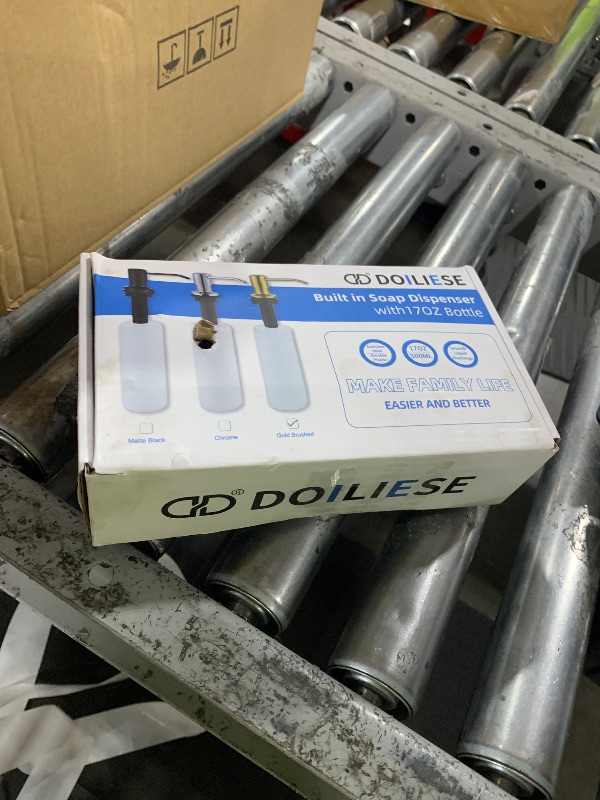 DOILIESE
Built in Soap Dispenser
with17OZ Bottle
17OZ
500ML
MAKE FAMILY LIFE
EASIER AND BETTER
Matte Black
Chrome
Gold Brushed
® DOILIESE